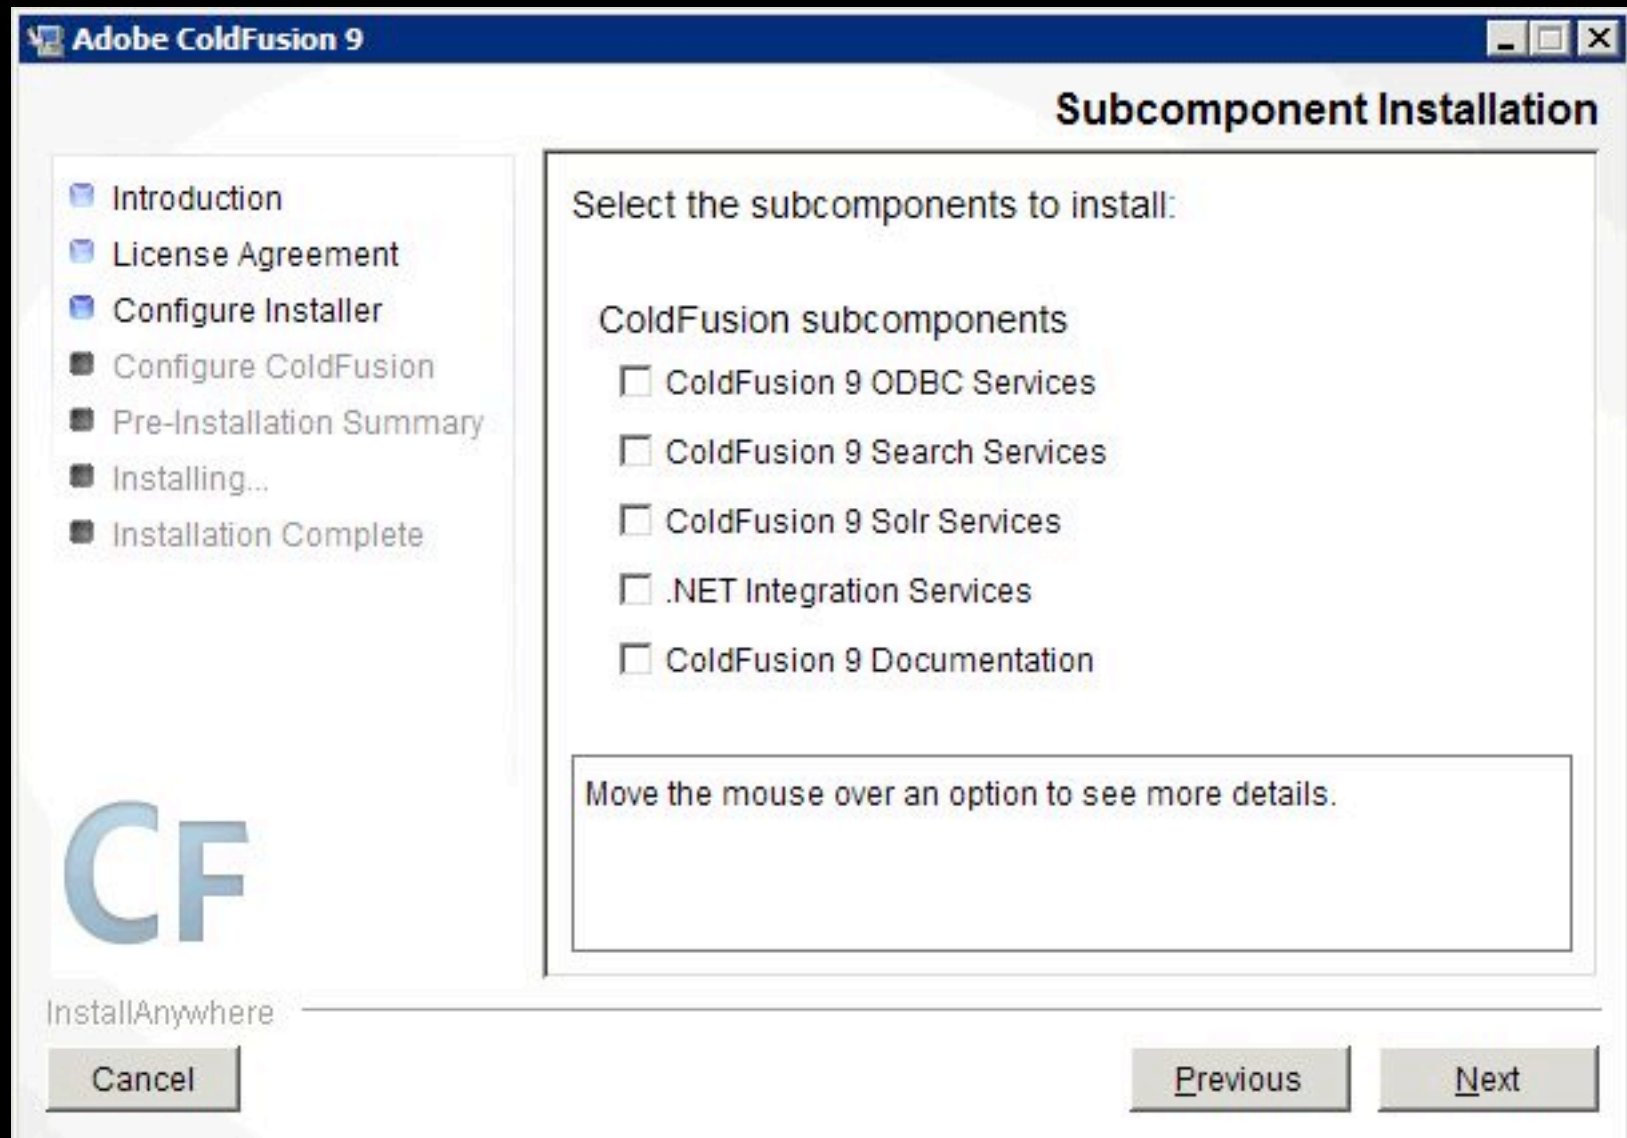 Adobe ColdFusion 9
Subcomponent Installation
Introduction
License Agreement
Configure Installer
Configure ColdFusion
Pre-Installation Summary
Installing...
Installation Complete
Select the subcomponents to install:
ColdFusion subcomponents
ColdFusion 9 ODBC Services
ColdFusion 9 Search Services
ColdFusion 9 Solr Services
.NET Integration Services
ColdFusion 9 Documentation
Move the mouse over an option to see more details.
CF
InstallAnywhere
Cancel
Previous
Next